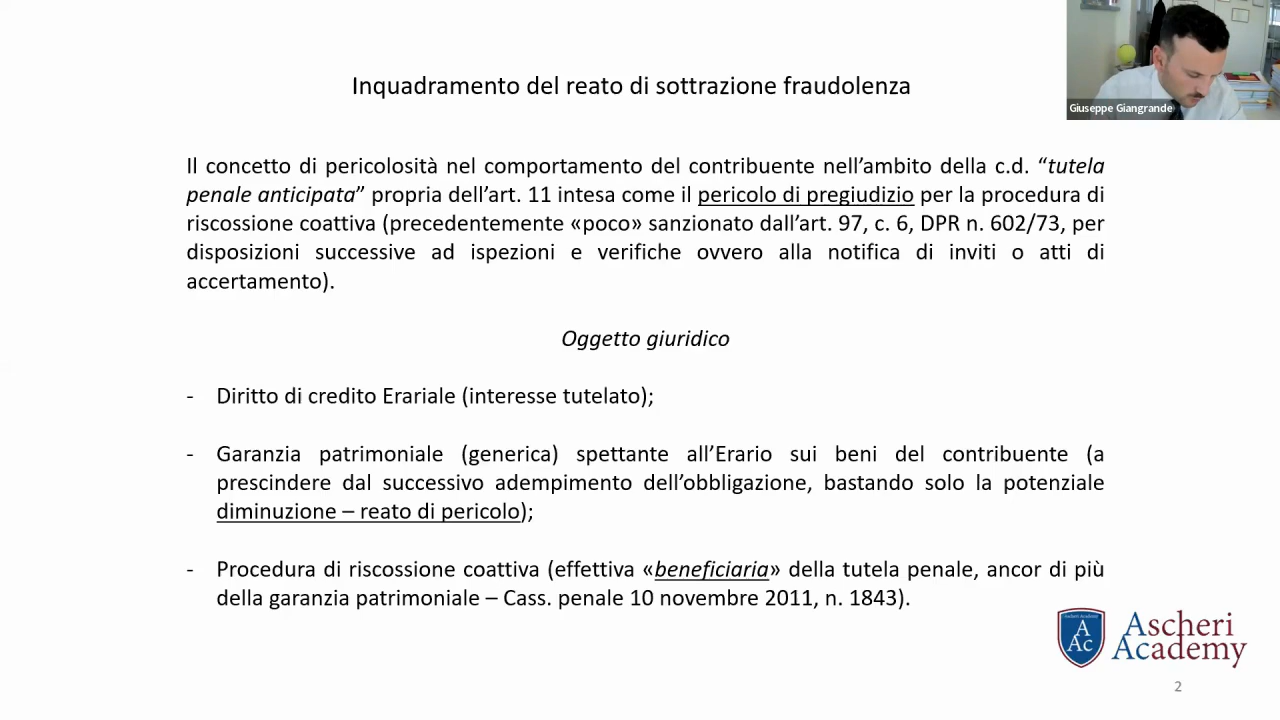 Inquadramento del reato di sottrazione fraudolenza
Giuseppe Giangrande
Il concetto di pericolosità nel comportamento del contribuente nell’ambito della c.d. “tutela
penale anticipata” propria dell’art. 11 intesa come il pericolo di pregiudizio per la procedura di
riscossione coattiva (precedentemente «poco» sanzionato dall’art. 97, c. 6, DPR n. 602/73, per
disposizioni successive ad ispezioni e verifiche ovvero alla notifica di inviti o atti di
accertamento).
Oggetto giuridico
- Diritto di credito Erariale (interesse tutelato);
- Garanzia patrimoniale (generica) spettante all’Erario sui beni del contribuente (a
prescindere dal successivo adempimento dell’obbligazione, bastando solo la potenziale
diminuzione – reato di pericolo);
- Procedura di riscossione coattiva (effettiva «beneficiaria» della tutela penale, ancor di più
della garanzia patrimoniale – Cass. penale 10 novembre 2011, n. 1843).
Ascheri Academy
A
Ac
Ascheri
Academy
2